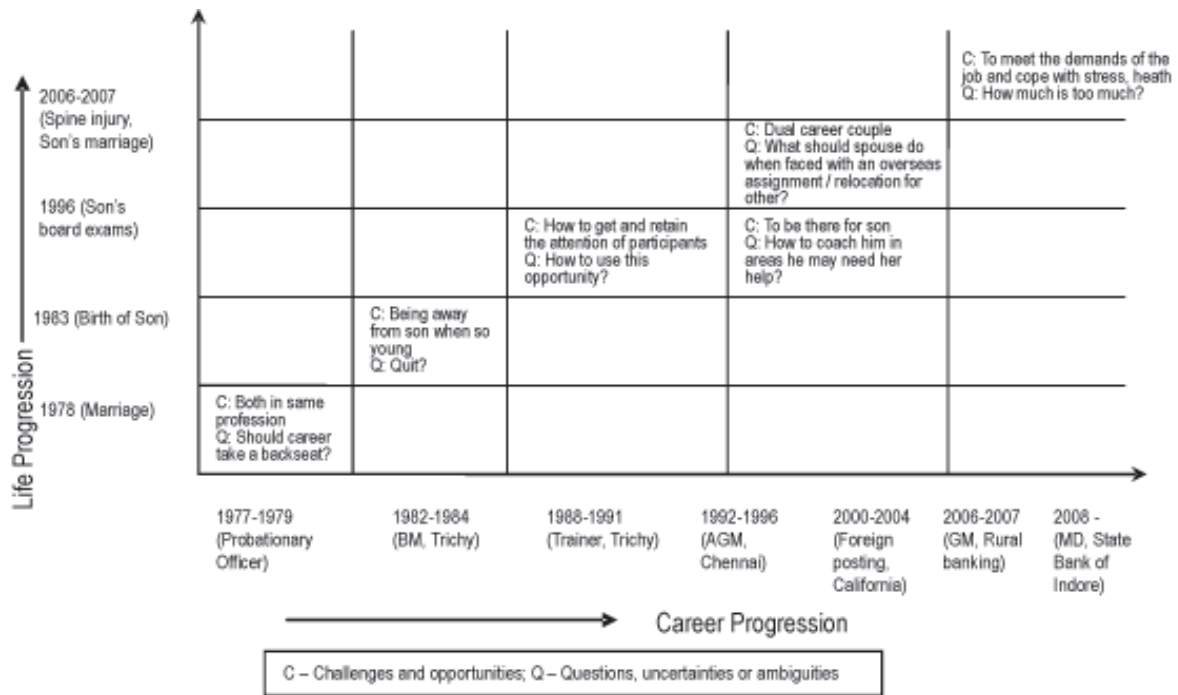 C: To meet the demands of the
job and cope with stress, heath
Q: How much is too much?
2006-2007
(Spine injury,
Son's marriage)
C: Dual career couple
Q: What should spouse do
when faced with an overseas
assignment / relocation for
other?
1996 (Son's
board exams)
C: How to get and retain
the attention of participants
Q: How to use this
opportunity?
C: To be there for son
Q: How to coach him in
areas he may need her
help?
1983 (Birth of Son)
C: Being away
from son when so
young
Q: Quit?
1978 (Marriage)
C: Both in same
profession
Q: Should career
take a backseat?
Life Progression
1977-1979
(Probationary
Officer)
1982-1984
(BM, Trichy)
1988-1991
(Trainer, Trichy)
1992-1996
(AGM,
Chennai)
2000-2004
(Foreign
posting,
California)
2006-2007
(GM, Rural
banking)
2008 -
(MD, State
Bank of
Indore)
Career Progression
C – Challenges and opportunities; Q – Questions, uncertainties or ambiguities